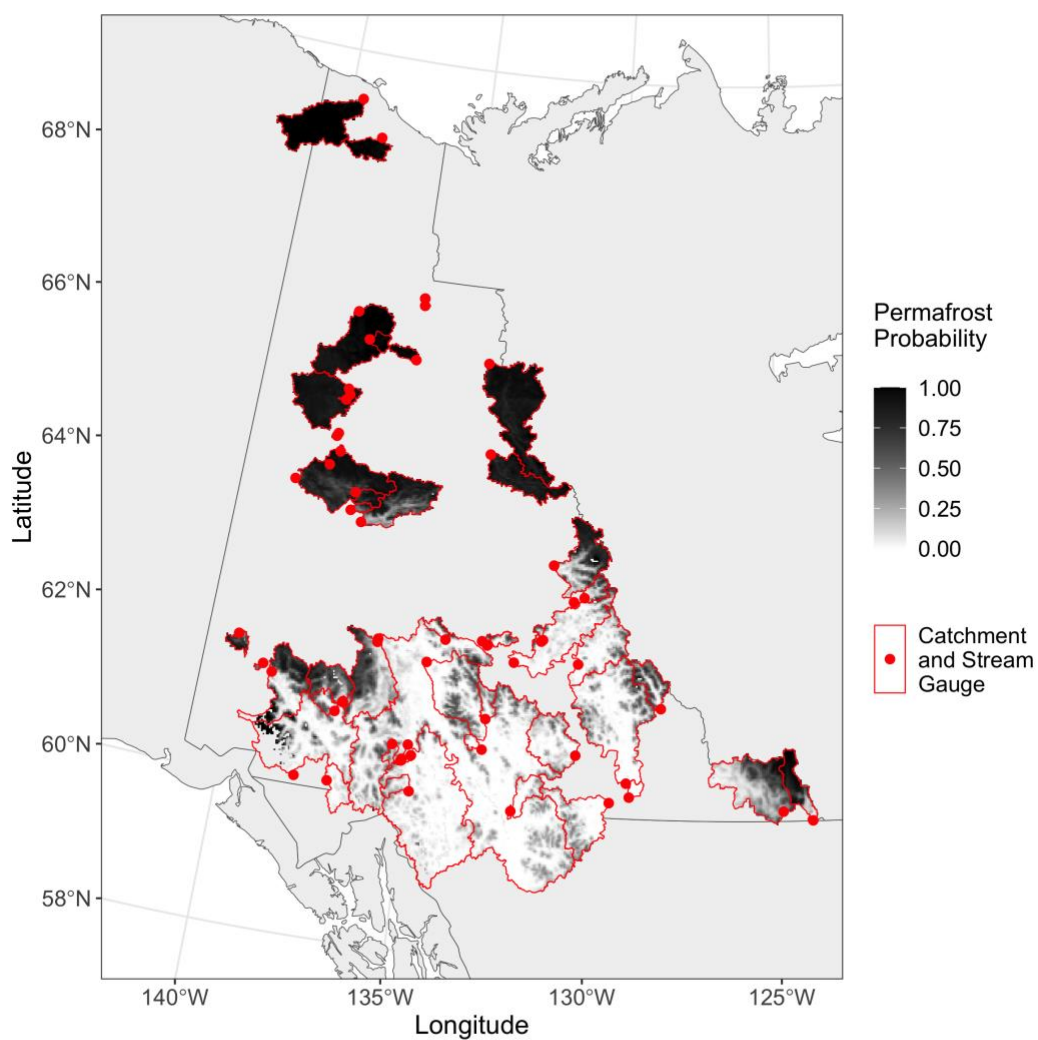 68°N
66°N
64°N
62°N
60°N
58°N
Latitude
140°W
135°W
130°W
125°W
Longitude
Permafrost
Probability
1.00
0.75
0.50
0.25
0.00
Catchment
and Stream
Gauge